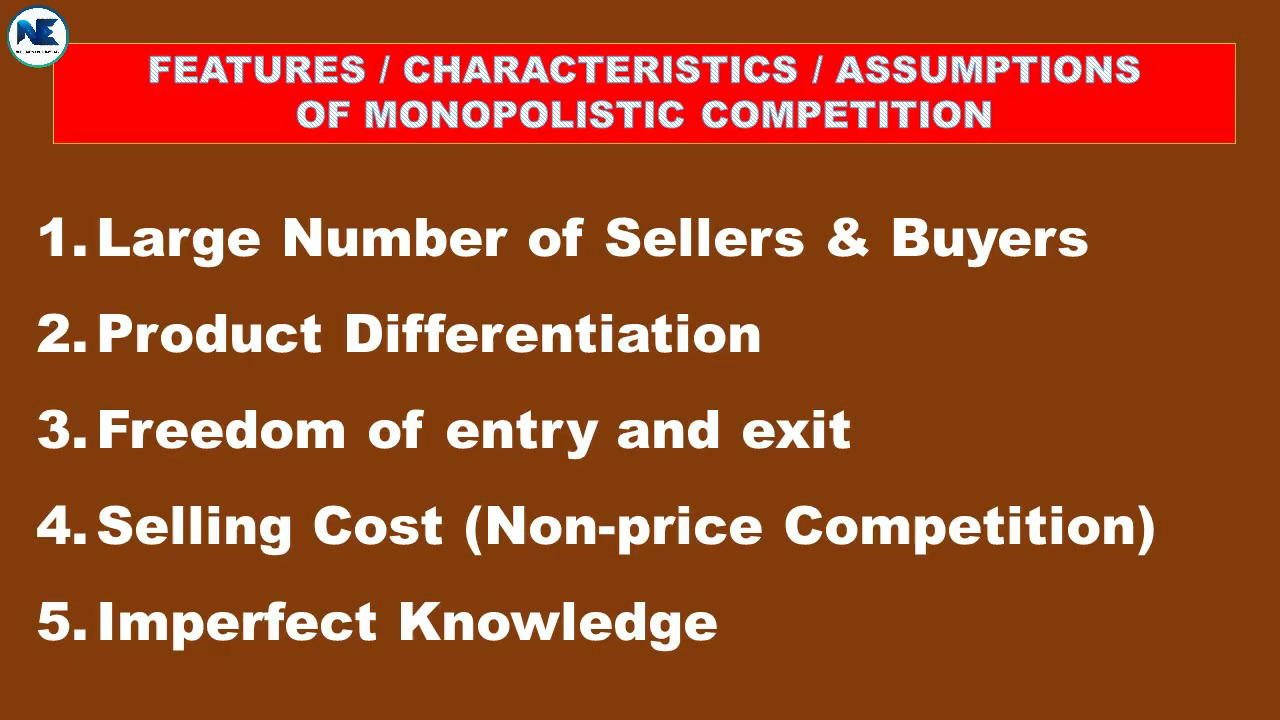 NE
FEATURES / CHARACTERISTICS / ASSUMPTIONS
OF MONOPOLISTIC COMPETITION
1. Large Number of Sellers & Buyers
2. Product Differentiation
3. Freedom of entry and exit
4. Selling Cost (Non-price Competition)
5. Imperfect Knowledge